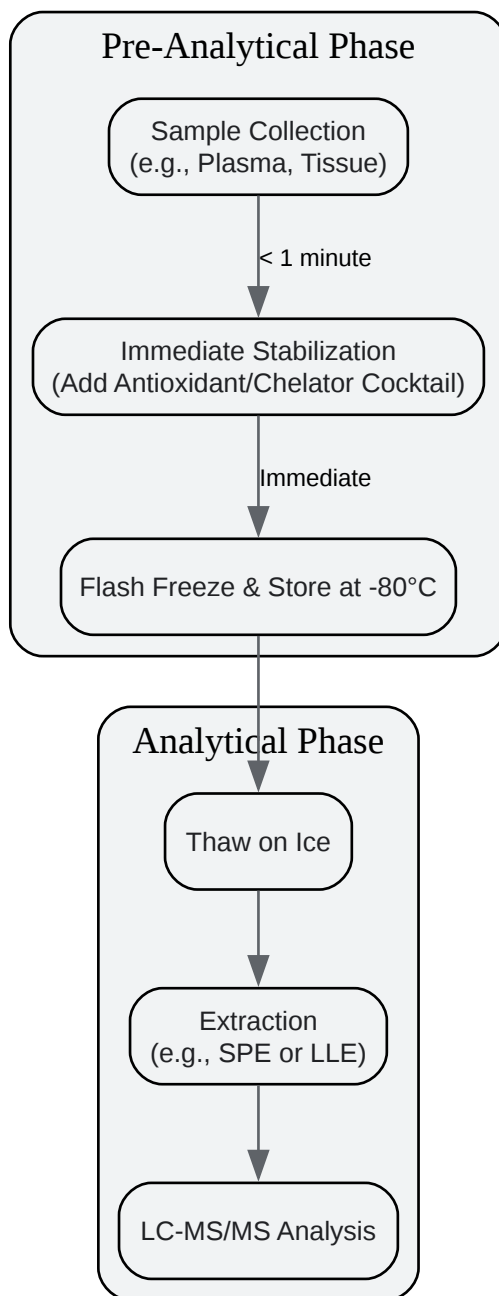 Pre-Analytical Phase
Sample Collection
(e.g., Plasma, Tissue)
< 1 minute
Immediate Stabilization
(Add Antioxidant/Chelator Cocktail)
Immediate
Flash Freeze & Store at -80°C
Analytical Phase
Thaw on Ice
Extraction
(e.g., SPE or LLE)
LC-MS/MS Analysis